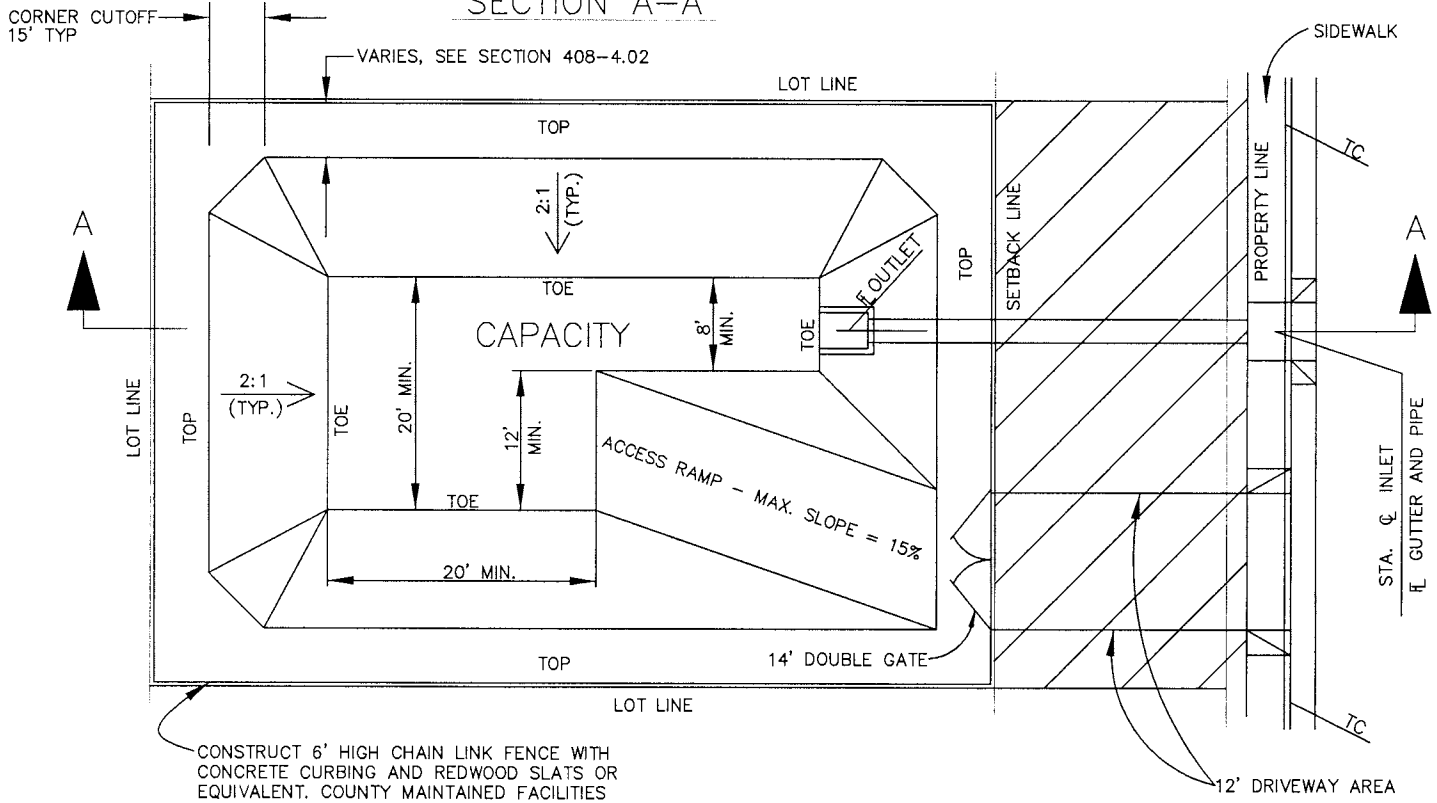 SECTION A-A
CORNER CUTOFF
15' TYP
VARIES, SEE SECTION 408-4.02
SIDEWALK
LOT LINE
TOP
TC
2:1
(TYP.)
PROPERTY LINE
SETBACK LINE
A
A
TOP
FL OUTLET
TOE
CAPACITY
8'
MIN.
TOE
LOT LINE
TOP
2:1
(TYP.)
TOE
20' MIN.
12'
MIN.
ACCESS RAMP - MAX. SLOPE = 15%
TOE
20' MIN.
STA. CL INLET
FL GUTTER AND PIPE
TOP
14' DOUBLE GATE
LOT LINE
TC
CONSTRUCT 6' HIGH CHAIN LINK FENCE WITH
CONCRETE CURBING AND REDWOOD SLATS OR
EQUIVALENT. COUNTY MAINTAINED FACILITIES
12' DRIVEWAY AREA